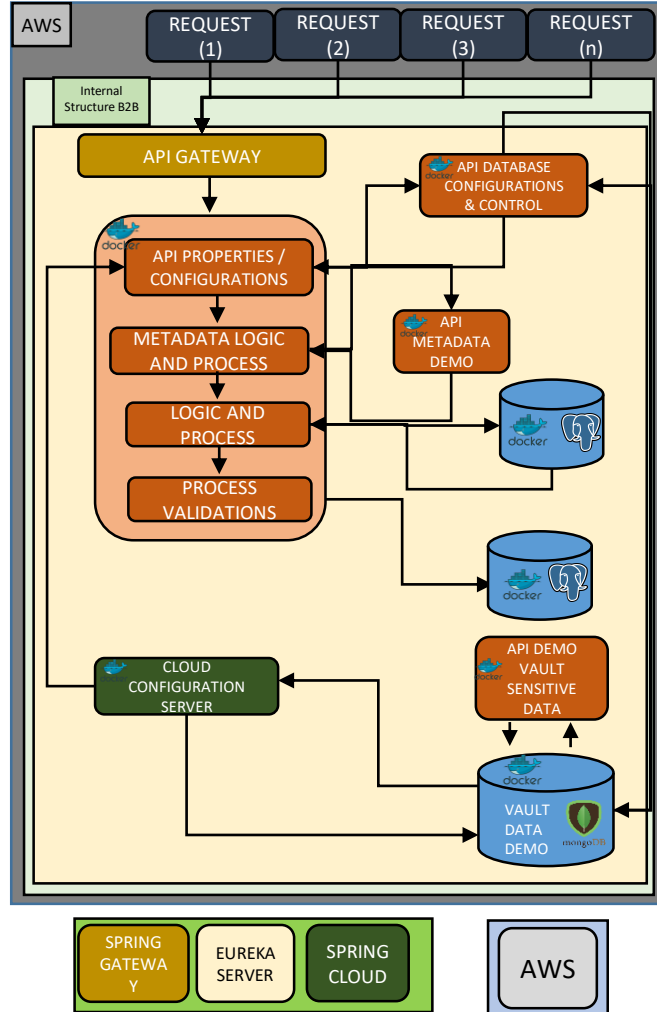 AWS
REQUEST
(1)
REQUEST
(2)
REQUEST
(3)
REQUEST
(n)
Internal
Structure B2B
API GATEWAY
docker
API DATABASE
CONFIGURATIONS
& CONTROL
docker
API PROPERTIES /
CONFIGURATIONS
docker
API
METADATA
DEMO
METADATA LOGIC
AND PROCESS
LOGIC AND
PROCESS
docker
PROCESS
VALIDATIONS
docker
docker
CLOUD
CONFIGURATION
SERVER
docker
API DEMO
VAULT
SENSITIVE
DATA
docker
VAULT
DATA
DEMO
mongoDB
SPRING
GATEWA
Y
EUREKA
SERVER
SPRING
CLOUD
AWS